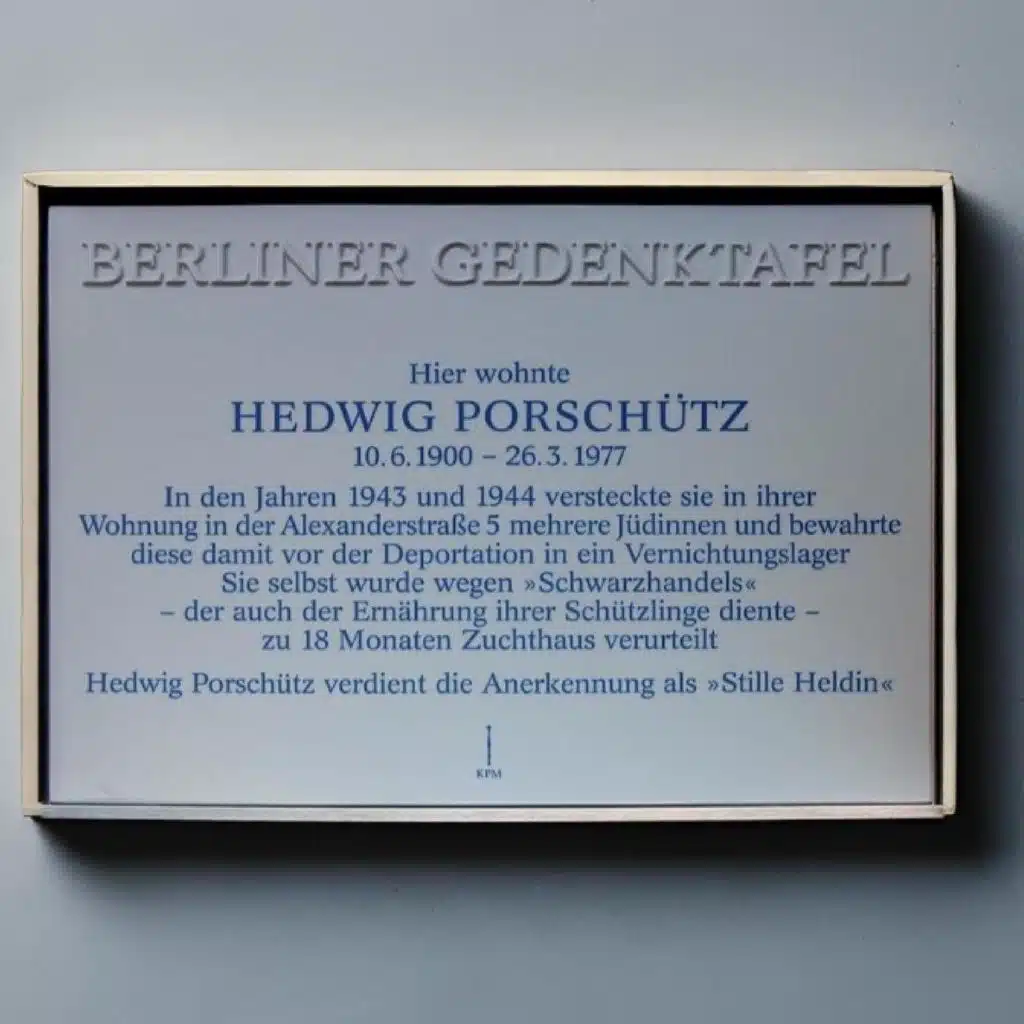 BERLINER GEDENKTAFEL
Hier wohnte
HEDWIG PORSCHÜTZ
10.6.1900 – 26.3.1977
In den Jahren 1943 und 1944 versteckte sie in ihrer
Wohnung in der Alexanderstraße 5 mehrere Jüdinnen und bewahrte
diese damit vor der Deportation in ein Vernichtungslager
Sie selbst wurde wegen »Schwarzhandels«
– der auch der Ernährung ihrer Schützlinge diente –
zu 18 Monaten Zuchthaus verurteilt
Hedwig Porschütz verdient die Anerkennung als »Stille Heldin«
KPM